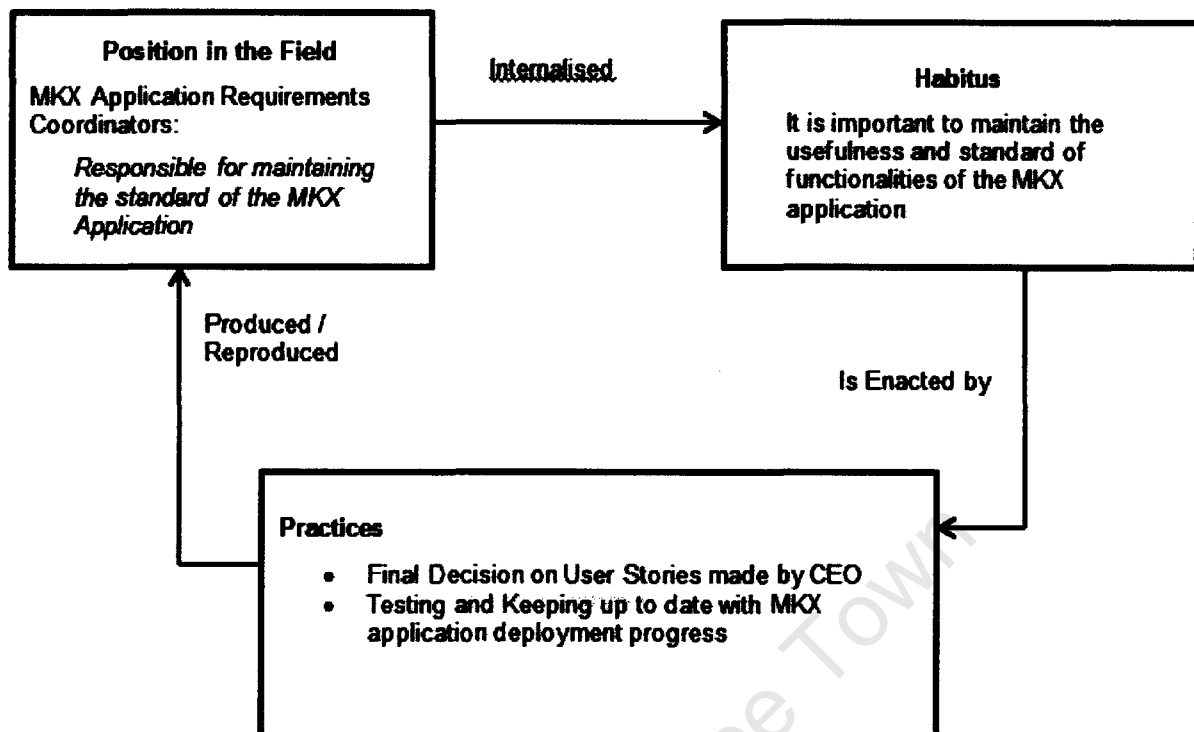 Position in the Field
MKX Application Requirements
Coordinators:
Responsible for maintaining
the standard of the MKX
Application
Internalised
Habitus
It is important to maintain the
usefulness and standard of
functionalities of the MKX
application
Produced /
Reproduced
Is Enacted by
Practices
• Final Decision on User Stories made by CEO
• Testing and Keeping up to date with MKX
application deployment progress
Town